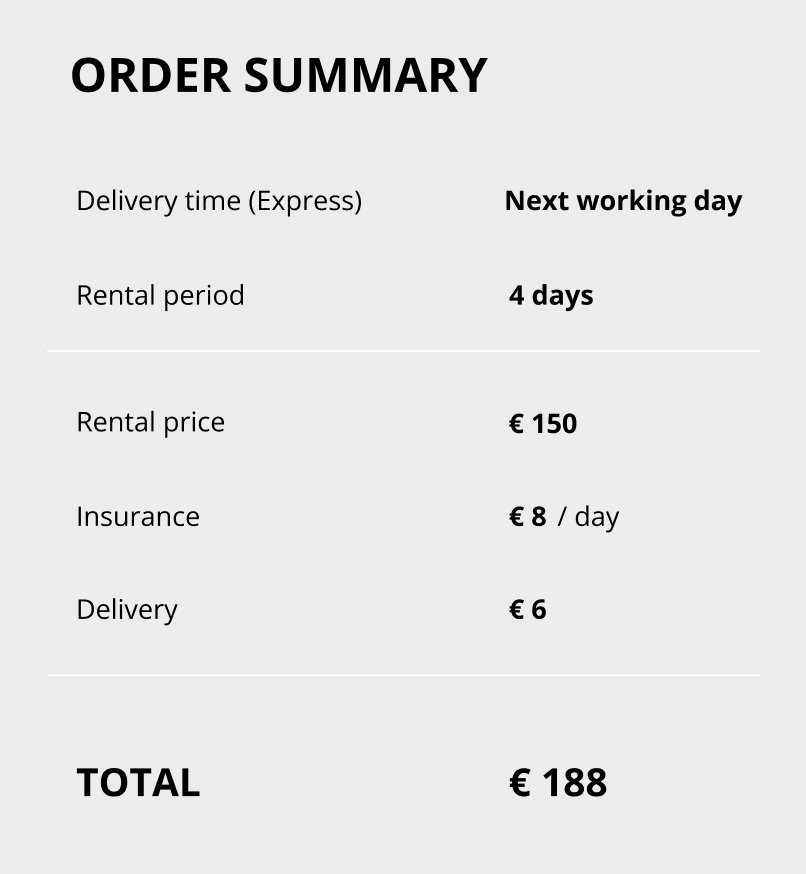 ORDER SUMMARY
Delivery time (Express) Next working day
Rental period 4 days
Rental price € 150
Insurance € 8 / day
Delivery € 6
TOTAL € 188